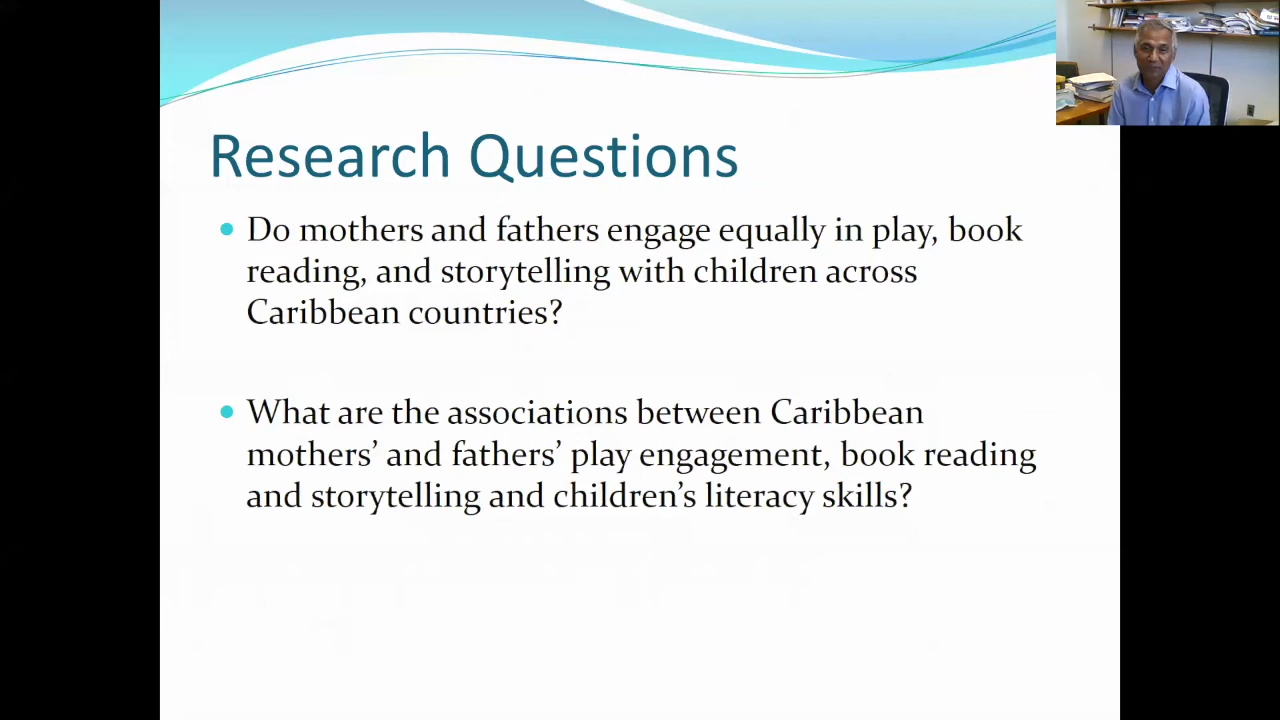 Research Questions
Do mothers and fathers engage equally in play, book
reading, and storytelling with children across
Caribbean countries?
What are the associations between Caribbean
mothers’ and fathers’ play engagement, book reading
and storytelling and children’s literacy skills?